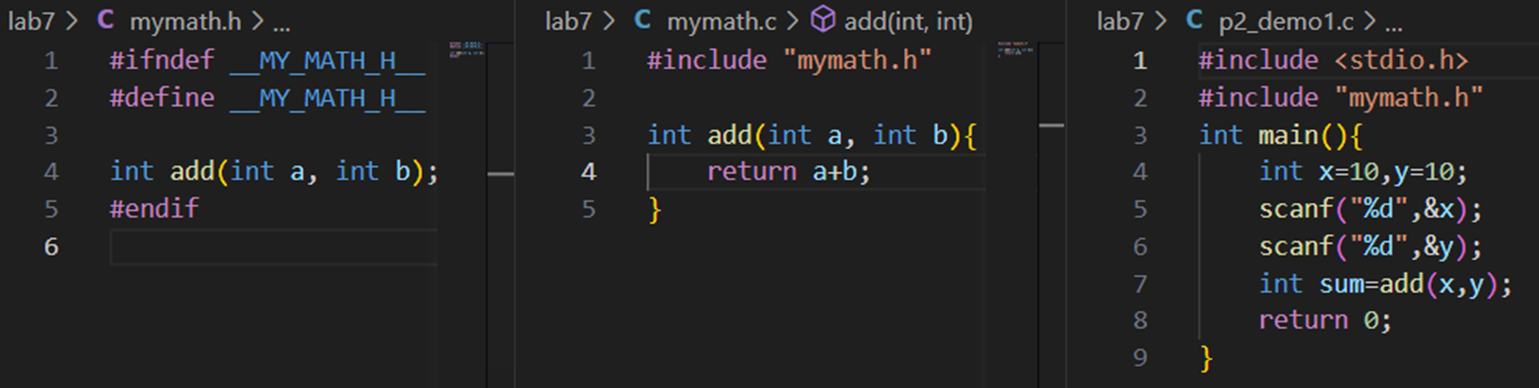 lab7 > C mymath.h > ...
1 #ifndef __MY_MATH_H__
2 #define __MY_MATH_H__
3
4 int add(int a, int b);
5 #endif
6
lab7 > C mymath.c > add(int, int)
1 #include "mymath.h"
2
3 int add(int a, int b){
4     return a+b;
5 }
lab7 > C p2_demo1.c > ...
1 #include <stdio.h>
2 #include "mymath.h"
3 int main(){
4     int x=10,y=10;
5     scanf("%d",&x);
6     scanf("%d",&y);
7     int sum=add(x,y);
8     return 0;
9 }